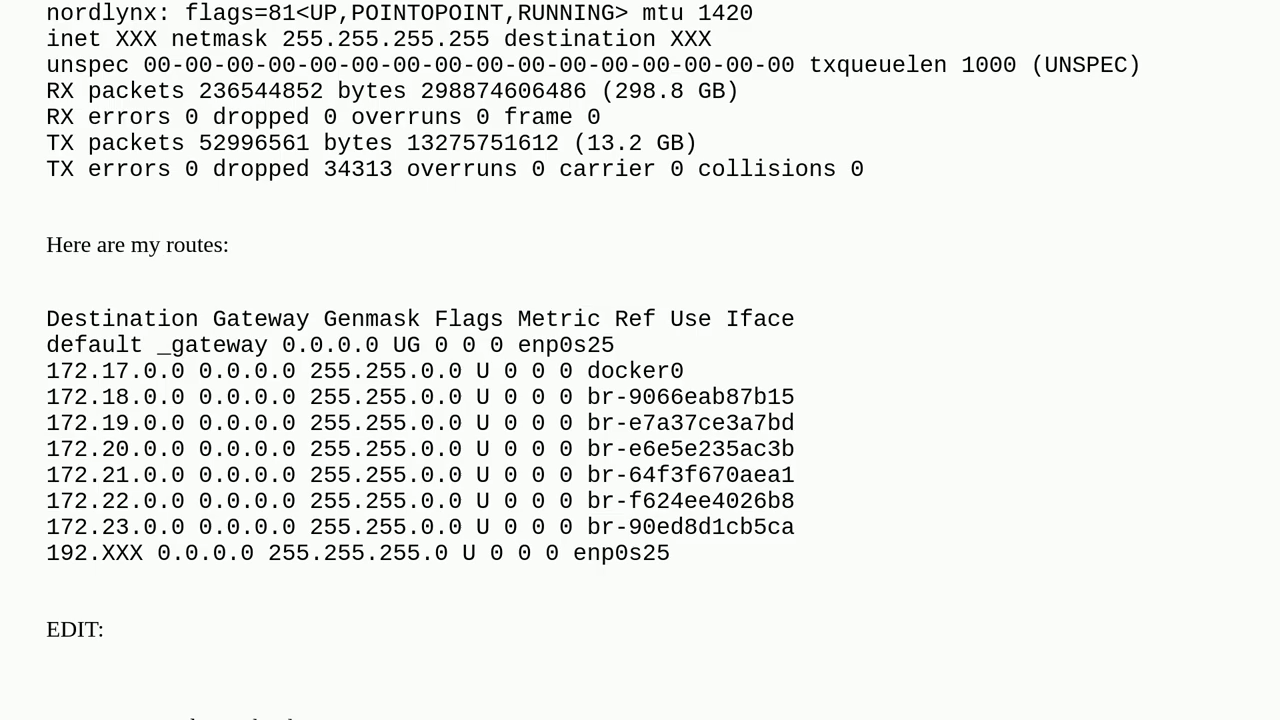 nordlynx: flags=81<UP,POINTOPOINT,RUNNING> mtu 1420
inet XXX netmask 255.255.255.255 destination XXX
unspec 00-00-00-00-00-00-00-00-00-00-00-00-00-00-00-00 txqueuelen 1000 (UNSPEC)
RX packets 236544852 bytes 298874606486 (298.8 GB)
RX errors 0 dropped 0 overruns 0 frame 0
TX packets 52996561 bytes 13275751612 (13.2 GB)
TX errors 0 dropped 34313 overruns 0 carrier 0 collisions 0
Here are my routes:
Destination Gateway Genmask Flags Metric Ref Use Iface
default _gateway 0.0.0.0 UG 0 0 0 enp0s25
172.17.0.0 0.0.0.0 255.255.0.0 U 0 0 0 docker0
172.18.0.0 0.0.0.0 255.255.0.0 U 0 0 0 br-9066eab87b15
172.19.0.0 0.0.0.0 255.255.0.0 U 0 0 0 br-e7a37ce3a7bd
172.20.0.0 0.0.0.0 255.255.0.0 U 0 0 0 br-e6e5e235ac3b
172.21.0.0 0.0.0.0 255.255.0.0 U 0 0 0 br-64f3f670aea1
172.22.0.0 0.0.0.0 255.255.0.0 U 0 0 0 br-f624ee4026b8
172.23.0.0 0.0.0.0 255.255.0.0 U 0 0 0 br-90ed8d1cb5ca
192.XXX 0.0.0.0 255.255.255.0 U 0 0 0 enp0s25
EDIT: